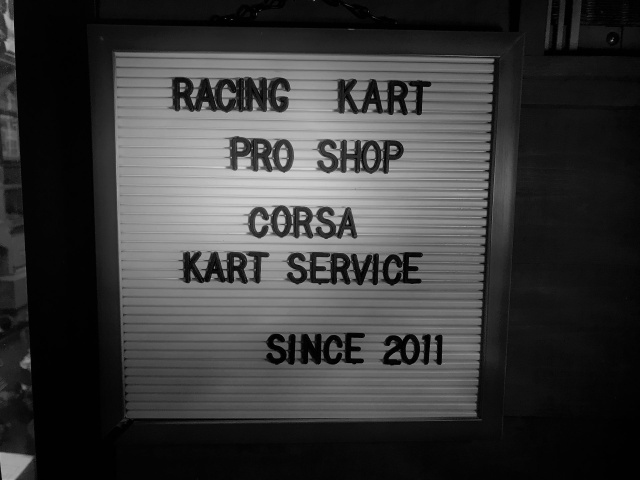 RACING KART
PRO SHOP
CORSA
KART SERVICE
SINCE 2011